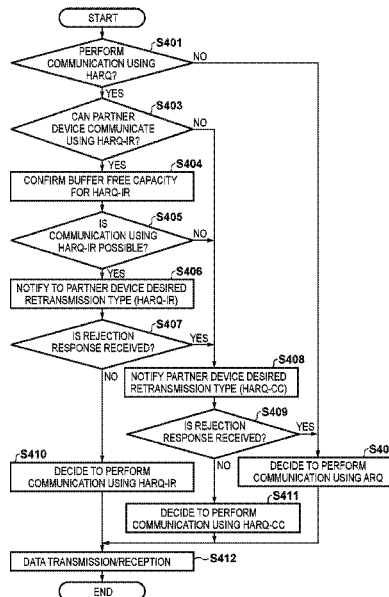 START
S401
PERFORM
COMMUNICATION USING
HARQ?
NO
YES
S403
CAN PARTNER
DEVICE COMMUNICATE
USING HARQ-IR?
NO
YES
S404
CONFIRM BUFFER FREE CAPACITY
FOR HARQ-IR
S405
IS
COMMUNICATION USING
HARQ-IR POSSIBLE?
NO
YES
S406
NOTIFY TO PARTNER DEVICE DESIRED
RETRANSMISSION TYPE (HARQ-IR)
S407
IS REJECTION
RESPONSE RECEIVED?
YES
NO
S408
NOTIFY PARTNER DEVICE DESIRED
RETRANSMISSION TYPE (HARQ-CC)
S409
IS REJECTION
RESPONSE RECEIVED?
YES
NO
S410
DECIDE TO PERFORM
COMMUNICATION USING HARQ-IR
S40
DECIDE TO PERFORM
COMMUNICATION USING ARQ
S411
DECIDE TO PERFORM
COMMUNICATION USING HARQ-CC
S412
DATA TRANSMISSION/RECEPTION
END